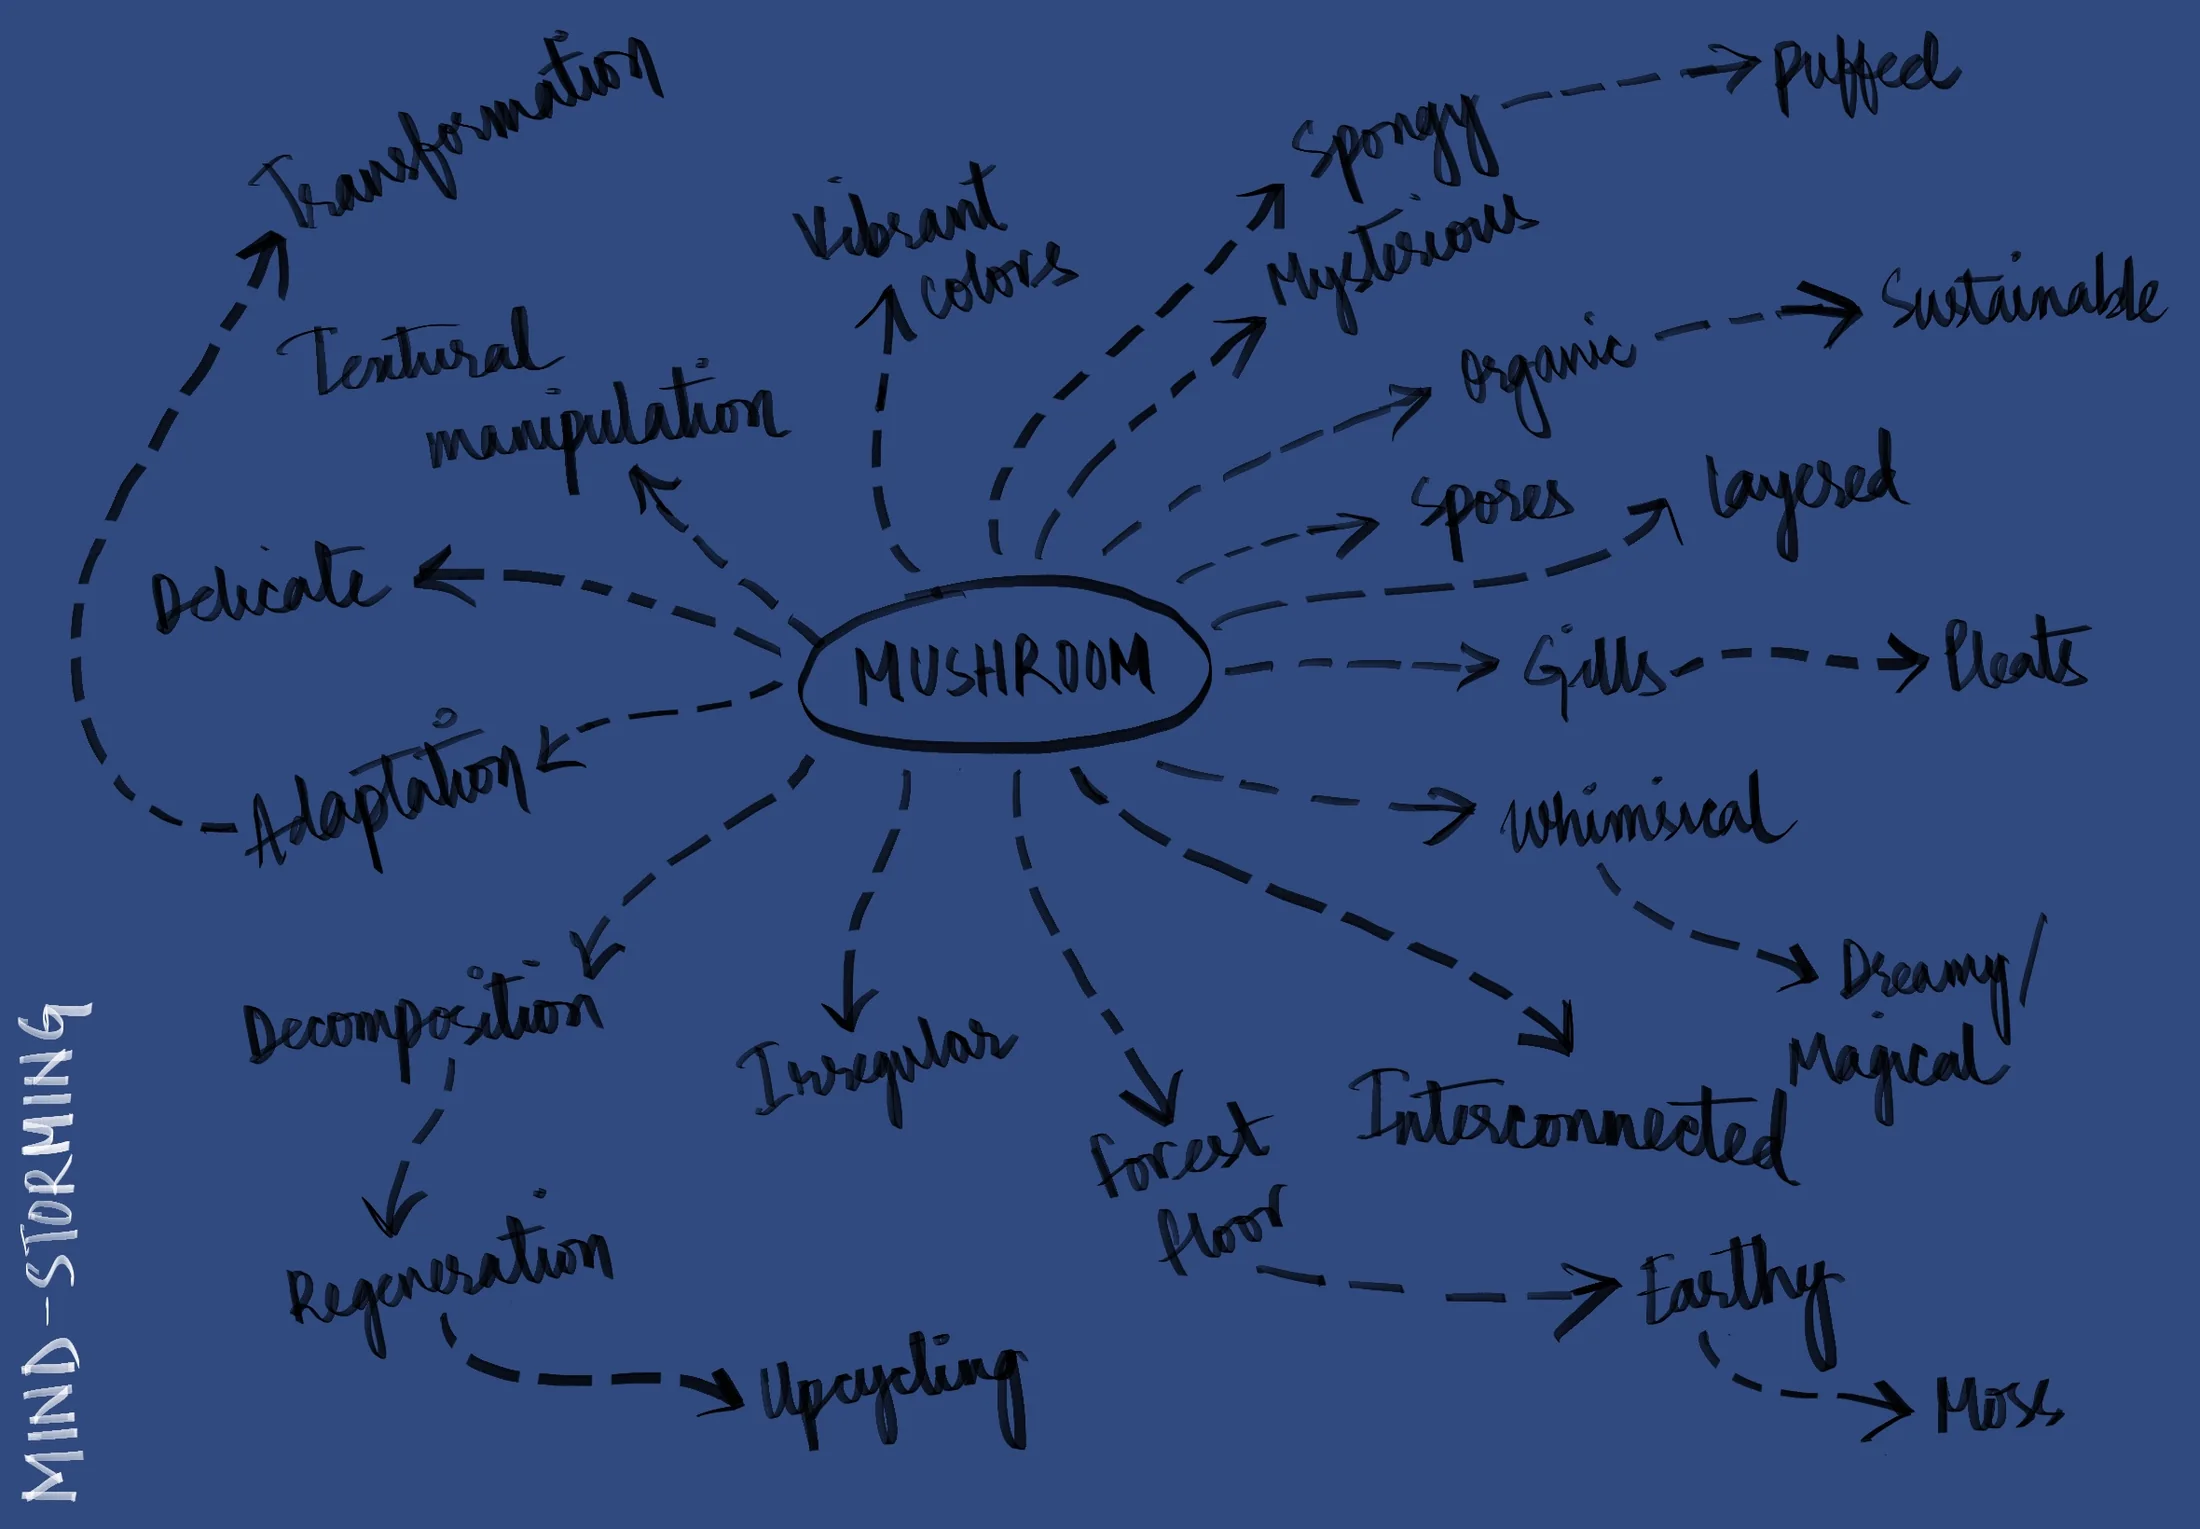 Transformation
Vibrant
colors
Spongy
Puffed
Mysterious
Textural
manipulation
Organic
Sustainable
Spores
Layered
Delicate
MUSHROOM
Gills
Pleats
Adaptation
Whimsical
Decomposition
Irregular
Dreamy/
Magical
Interconnected
Forest
floor
Regeneration
Earthy
Upcycling
Moss
MIND-STORMING